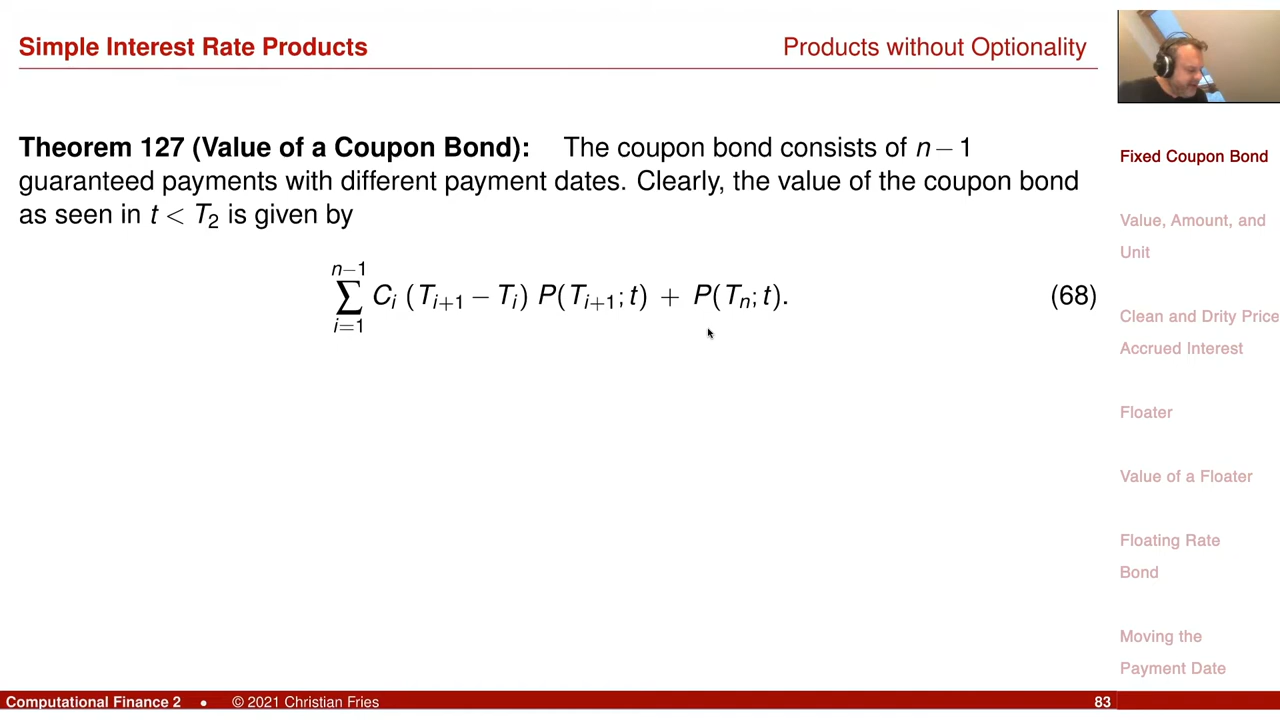 Simple Interest Rate Products
Products without Optionality
Theorem 127 (Value of a Coupon Bond): The coupon bond consists of n − 1
guaranteed payments with different payment dates. Clearly, the value of the coupon bond
as seen in t < T₂ is given by
n−1
∑ Cᵢ (Tᵢ₊₁ − Tᵢ) P(Tᵢ₊₁; t) + P(Tₙ; t). (68)
i=1
Fixed Coupon Bond
Value, Amount, and
Unit
Clean and Drity Price
Accrued Interest
Floater
Value of a Floater
Floating Rate
Bond
Moving the
Payment Date
Computational Finance 2 • © 2021 Christian Fries 83